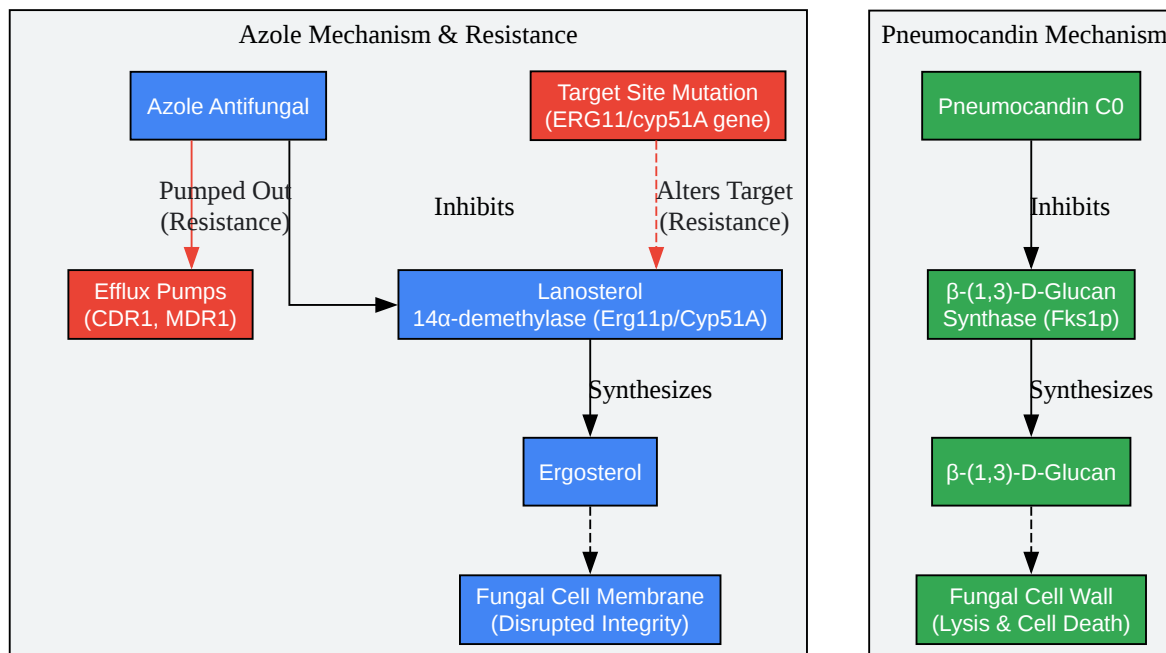 Azole Mechanism & Resistance
Azole Antifungal
Target Site Mutation
(ERG11/cyp51A gene)
Pumped Out
(Resistance)
Inhibits
Alters Target
(Resistance)
Efflux Pumps
(CDR1, MDR1)
Lanosterol
14α-demethylase (Erg11p/Cyp51A)
Synthesizes
Ergosterol
Fungal Cell Membrane
(Disrupted Integrity)
Pneumocandin Mechanism
Pneumocandin C0
Inhibits
β-(1,3)-D-Glucan
Synthase (Fks1p)
Synthesizes
β-(1,3)-D-Glucan
Fungal Cell Wall
(Lysis & Cell Death)